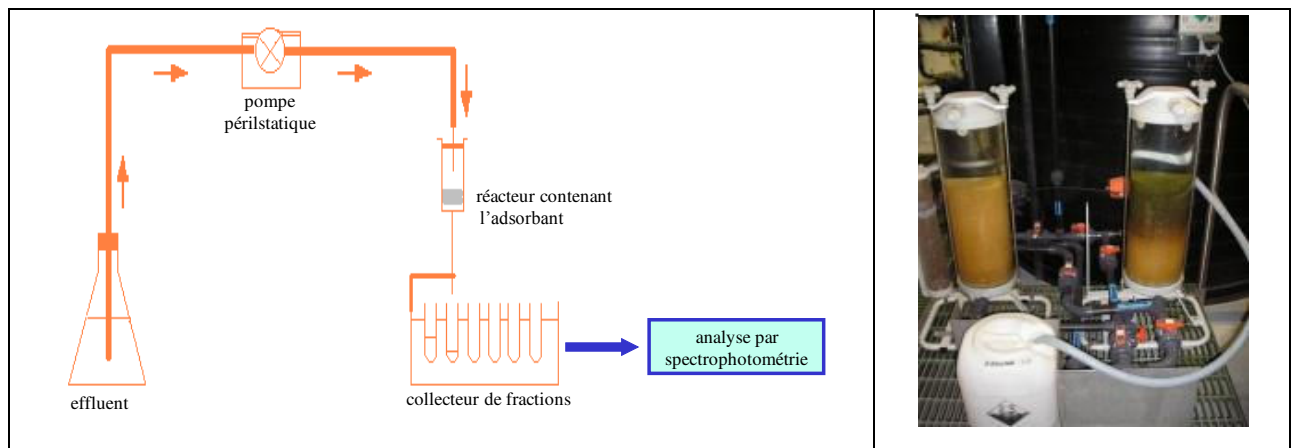 pompe
périlstatique
réacteur contenant
l'adsorbant
analyse par
spectrophotométrie
effluent
collecteur de fractions